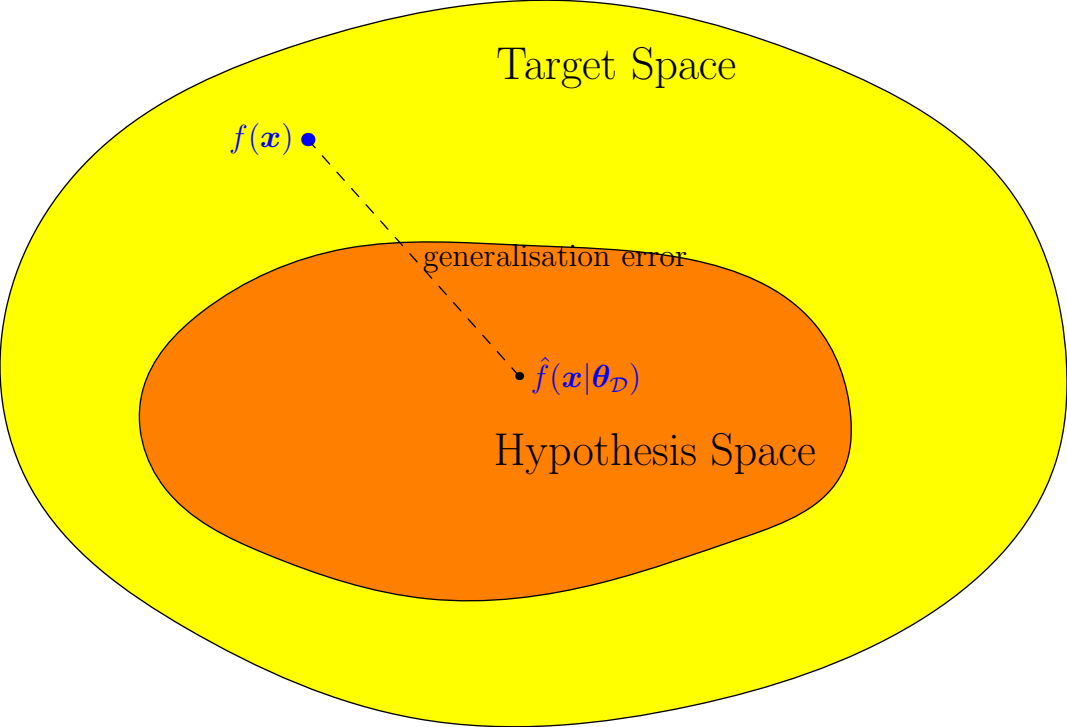 Target Space
f(x)
generalisation error
f̂(x|θ_𝒟)
Hypothesis Space